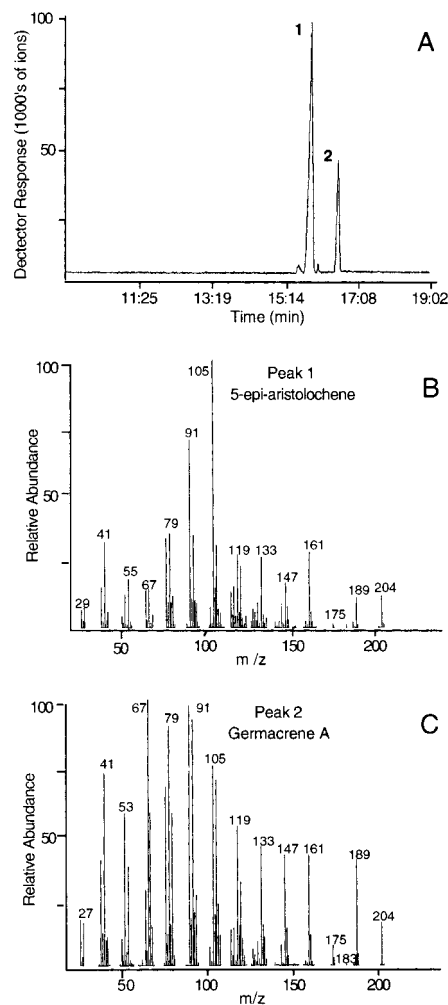 A
Dectector Response (1000's of ions)
100
50
1
2
11:25 13:19 15:14 17:08 19:02
Time (min)
B
Peak 1
5-epi-aristolochene
Relative Abundance
100
50
29 41 55 67 79 91 105 119 133 147 161 175 189 204
50 100 150 200
m /z
C
Peak 2
Germacrene A
Relative Abundance
100
50
27 41 53 67 79 91 105 119 133 147 161 175 183 189 204
50 100 150 200
m /z